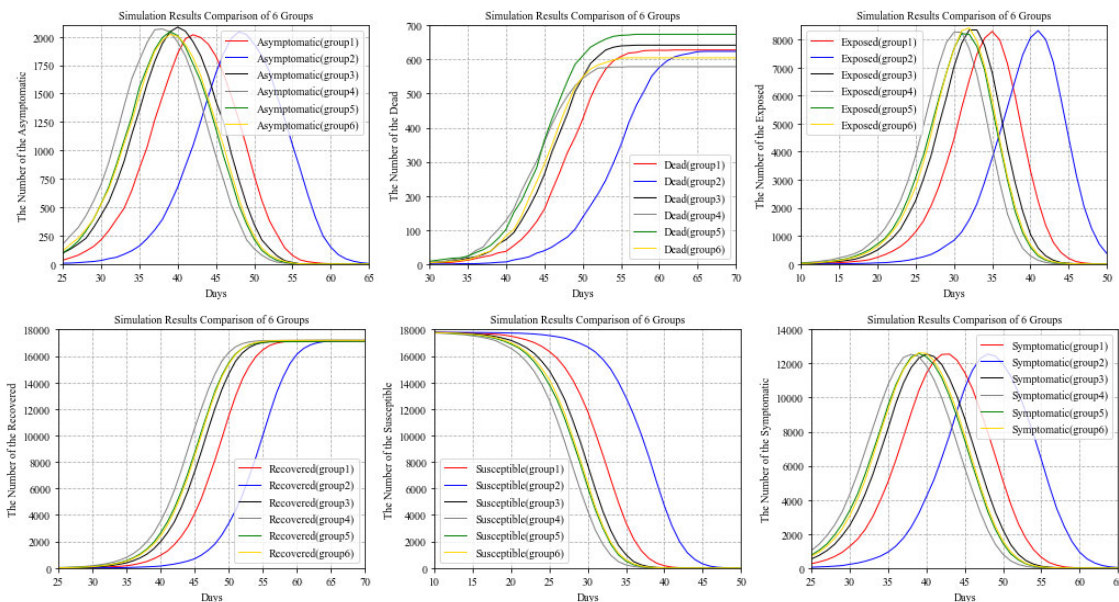 Simulation Results Comparison of 6 Groups
The Number of the Asymptomatic
2000
1750
1500
1250
1000
750
500
250
0
25 30 35 40 45 50 55 60 65
Days
Asymptomatic(group1)
Asymptomatic(group2)
Asymptomatic(group3)
Asymptomatic(group4)
Asymptomatic(group5)
Asymptomatic(group6)
Simulation Results Comparison of 6 Groups
The Number of the Dead
700
600
500
400
300
200
100
0
30 35 40 45 50 55 60 65 70
Days
Dead(group1)
Dead(group2)
Dead(group3)
Dead(group4)
Dead(group5)
Dead(group6)
Simulation Results Comparison of 6 Groups
The Number of the Exposed
8000
6000
4000
2000
0
10 15 20 25 30 35 40 45 50
Days
Exposed(group1)
Exposed(group2)
Exposed(group3)
Exposed(group4)
Exposed(group5)
Exposed(group6)
Simulation Results Comparison of 6 Groups
The Number of the Recovered
18000
16000
14000
12000
10000
8000
6000
4000
2000
0
25 30 35 40 45 50 55 60 65 70
Days
Recovered(group1)
Recovered(group2)
Recovered(group3)
Recovered(group4)
Recovered(group5)
Recovered(group6)
Simulation Results Comparison of 6 Groups
The Number of the Susceptible
18000
16000
14000
12000
10000
8000
6000
4000
2000
0
10 15 20 25 30 35 40 45 50
Days
Susceptible(group1)
Susceptible(group2)
Susceptible(group3)
Susceptible(group4)
Susceptible(group5)
Susceptible(group6)
Simulation Results Comparison of 6 Groups
The Number of the Symptomatic
14000
12000
10000
8000
6000
4000
2000
0
25 30 35 40 45 50 55 60 65
Days
Symptomatic(group1)
Symptomatic(group2)
Symptomatic(group3)
Symptomatic(group4)
Symptomatic(group5)
Symptomatic(group6)